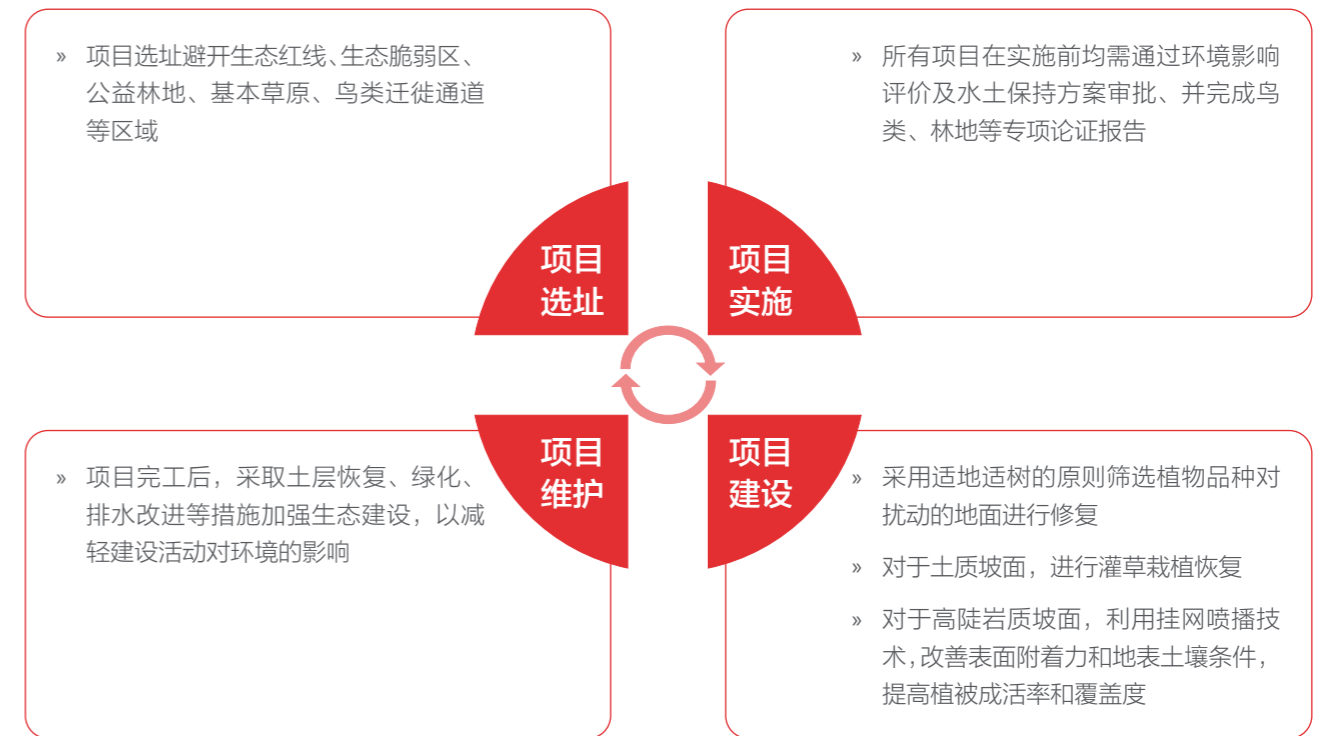 » 项目选址避开生态红线、生态脆弱区、
公益林地、基本草原、鸟类迁徙通道
等区域
项目
选址
» 所有项目在实施前均需通过环境影响
评价及水土保持方案审批、并完成鸟
类、林地等专项论证报告
项目
实施
» 项目完工后，采取土层恢复、绿化、
排水改进等措施加强生态建设，以减
轻建设活动对环境的影响
项目
维护
项目
建设
» 采用适地适树的原则筛选植物品种对
扰动的地面进行修复
» 对于土质坡面，进行灌草栽植恢复
» 对于高陡岩质坡面，利用挂网喷播技
术，改善表面附着力和地表土壤条件，
提高植被成活率和覆盖度